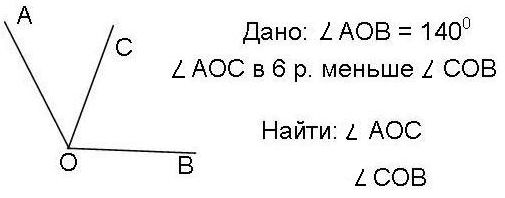 A
C
O
B
Дано: ∠ AOB = 140⁰
∠ AOC в 6 р. меньше ∠ COB
Найти: ∠ AOC
∠ COB